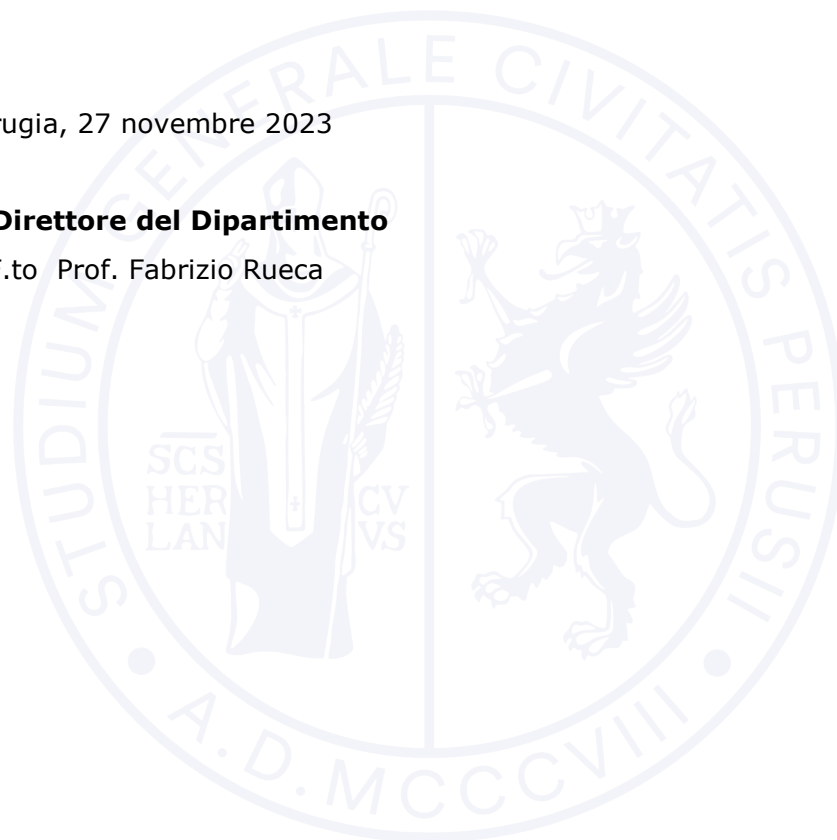 rugia, 27 novembre 2023
Direttore del Dipartimento
f.to Prof. Fabrizio Rueca
STUDIUM GENERALE CIVITATIS PERUSII
SCS
HER CV
LAN VS
A.D.MCCCVIII